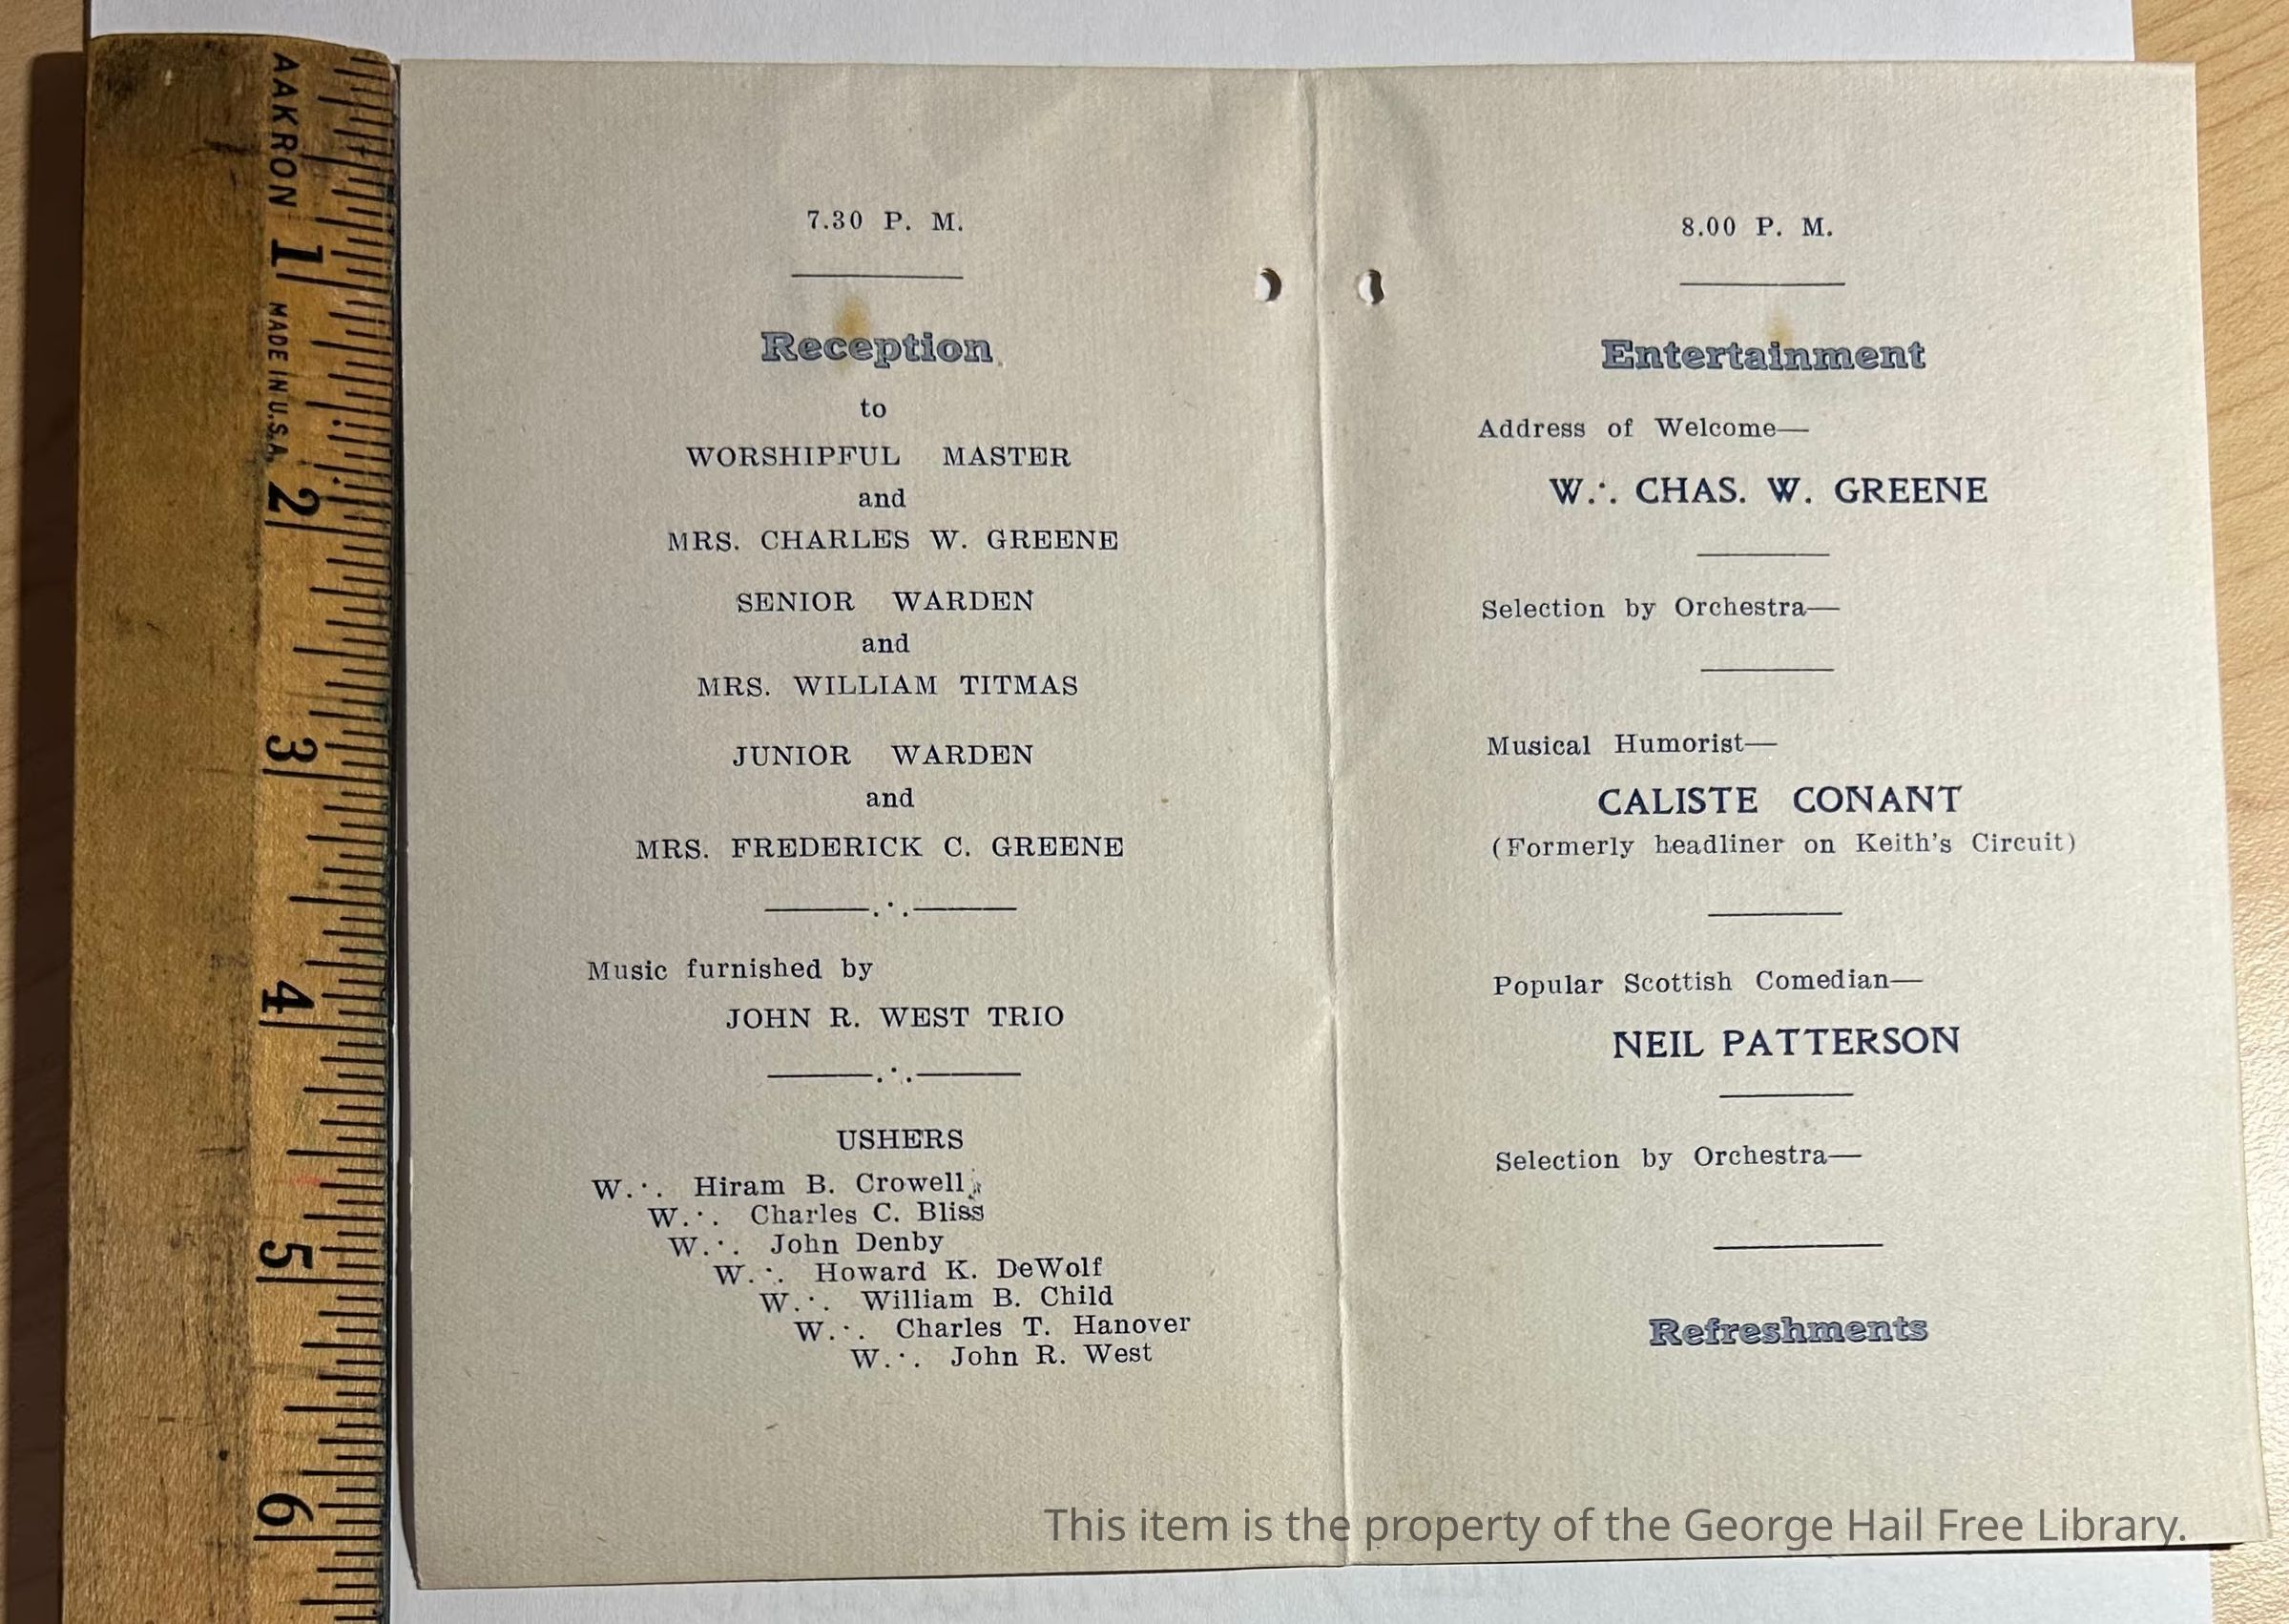 AAKRON
1
MADE IN U.S.A.
2
3
4
5
6
7.30 P. M.
Reception
to
WORSHIPFUL MASTER
and
MRS. CHARLES W. GREENE
SENIOR WARDEN
and
MRS. WILLIAM TITMAS
JUNIOR WARDEN
and
MRS. FREDERICK C. GREENE
Music furnished by
JOHN R. WEST TRIO
USHERS
W.∴ Hiram B. Crowell
W.∴ Charles C. Bliss
W.∴ John Denby
W.∴ Howard K. DeWolf
W.∴ William B. Child
W.∴ Charles T. Hanover
W.∴ John R. West
8.00 P. M.
Entertainment
Address of Welcome—
W.∴ CHAS. W. GREENE
Selection by Orchestra—
Musical Humorist—
CALISTE CONANT
(Formerly headliner on Keith's Circuit)
Popular Scottish Comedian—
NEIL PATTERSON
Selection by Orchestra—
Refreshments
This item is the property of the George Hail Free Library.